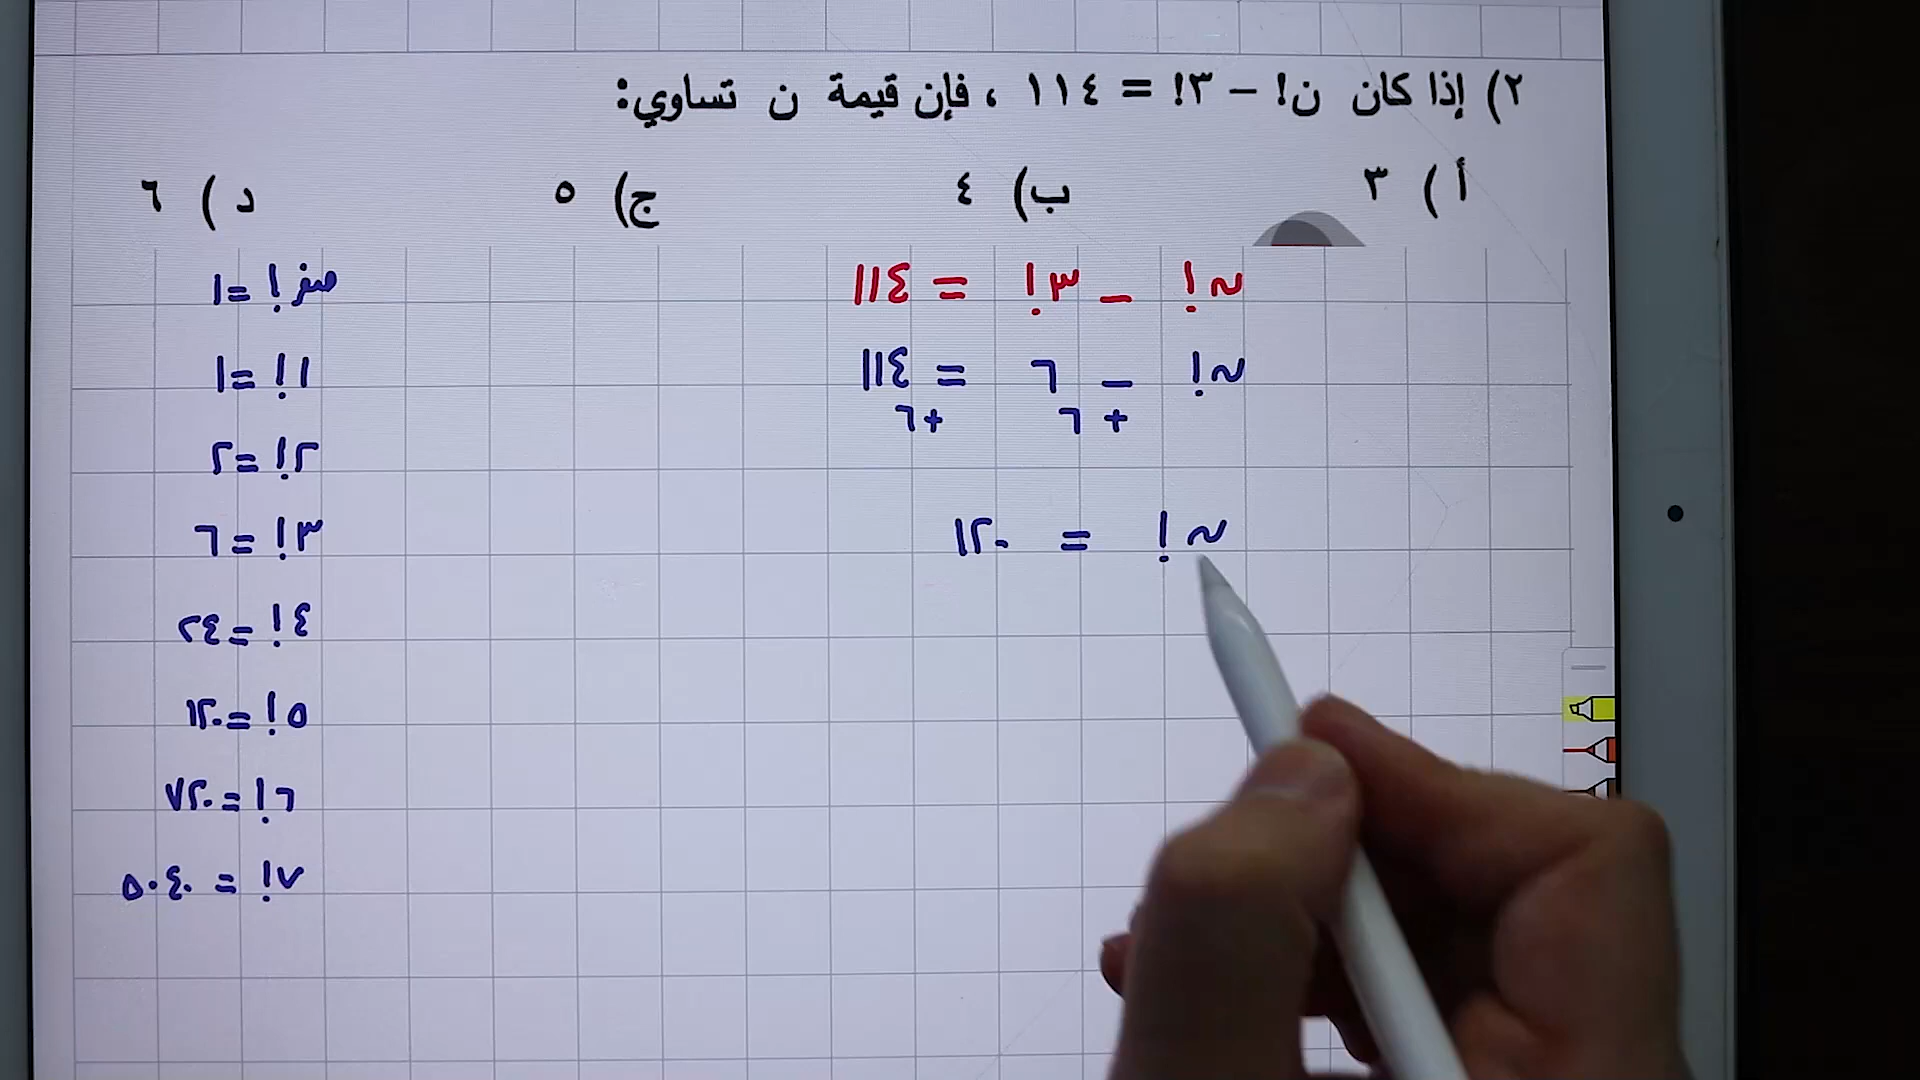 ٢) إذا كان ن! – ٣! = ١١٤ ، فإن قيمة ن تساوي:
أ ) ٣ ب) ٤ ج) ٥ د ) ٦
ن! – ٣! = ١١٤
ن! – ٦ = ١١٤
+ ٦ +٦
ن! = ١٢٠
صفر! = ١
١! = ١
٢! = ٢
٣! = ٦
٤! = ٢٤
٥! = ١٢٠
٦! = ٧٢٠
٧! = ٥٠٤٠